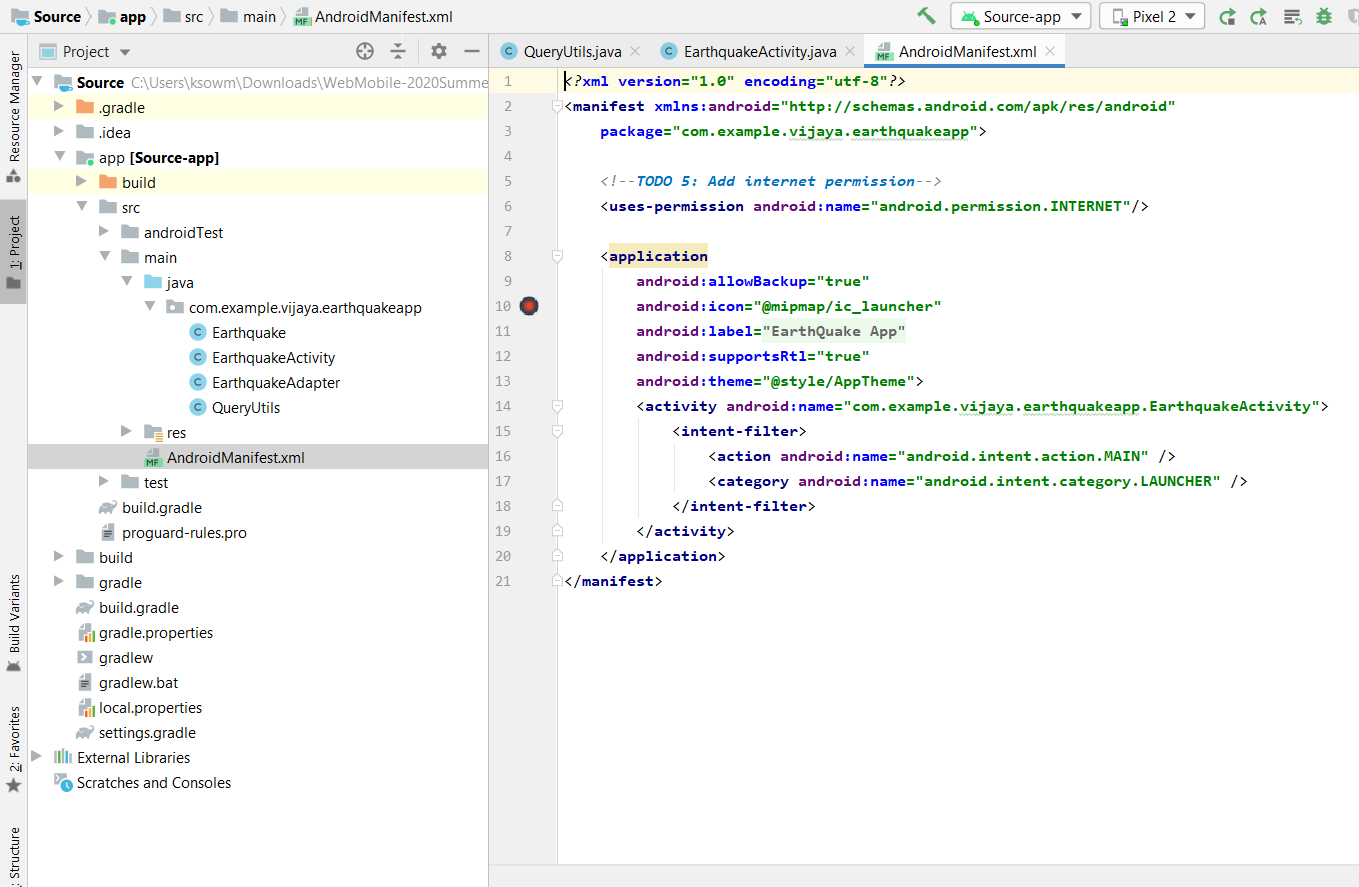 Source app src main AndroidManifest.xml Source-app Pixel 2
Resource Manager
1: Project
Build Variants
2: Favorites
Structure
Project
Source C:\Users\ksowm\Downloads\WebMobile-2020Summe
.gradle
.idea
app [Source-app]
build
src
androidTest
main
java
com.example.vijaya.earthquakeapp
Earthquake
EarthquakeActivity
EarthquakeAdapter
QueryUtils
res
AndroidManifest.xml
test
build.gradle
proguard-rules.pro
build
gradle
build.gradle
gradle.properties
gradlew
gradlew.bat
local.properties
settings.gradle
External Libraries
Scratches and Consoles
QueryUtils.java EarthquakeActivity.java AndroidManifest.xml
1 <?xml version="1.0" encoding="utf-8"?>
2 <manifest xmlns:android="http://schemas.android.com/apk/res/android"
3 package="com.example.vijaya.earthquakeapp">
4
5 <!--TODO 5: Add internet permission-->
6 <uses-permission android:name="android.permission.INTERNET"/>
7
8 <application
9 android:allowBackup="true"
10 android:icon="@mipmap/ic_launcher"
11 android:label="EarthQuake App"
12 android:supportsRtl="true"
13 android:theme="@style/AppTheme">
14 <activity android:name="com.example.vijaya.earthquakeapp.EarthquakeActivity">
15 <intent-filter>
16 <action android:name="android.intent.action.MAIN" />
17 <category android:name="android.intent.category.LAUNCHER" />
18 </intent-filter>
19 </activity>
20 </application>
21 </manifest>